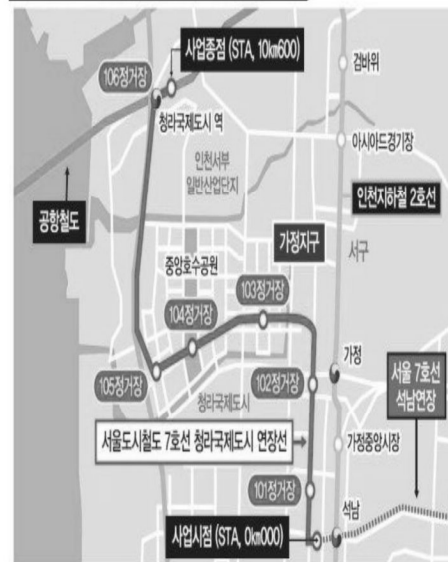 사업종점 (STA, 10km600)
106정거장
검바위
청라국제도시 역
아시아드경기장
인천서부
일반산업단지
인천지하철 2호선
공항철도
가정지구
서구
중앙호수공원
103정거장
104정거장
105정거장
102정거장
가정
청라국제도시
서울 7호선
석남연장
서울도시철도 7호선 청라국제도시 연장선
가정중앙시장
101정거장
석남
사업시점 (STA, 0km000)